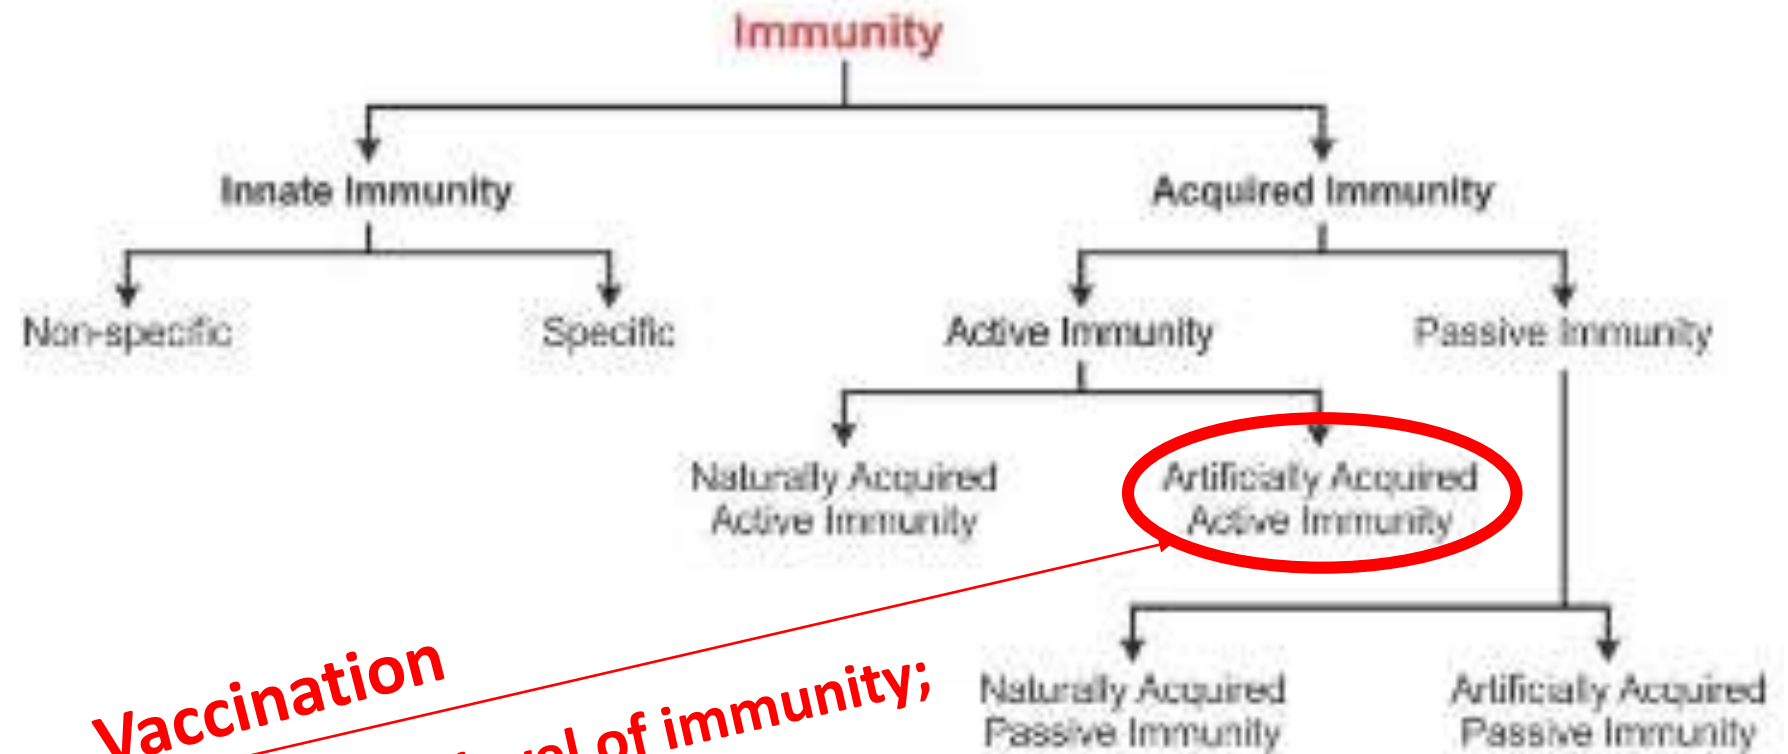 Immunity
Innate Immunity
Acquired Immunity
Non-specific
Specific
Active Immunity
Passive Immunity
Naturally Acquired
Active Immunity
Artificially Acquired
Active Immunity
Vaccination
of immunity;
Naturally Acquired
Passive Immunity
Artificially Acquired
Passive Immunity